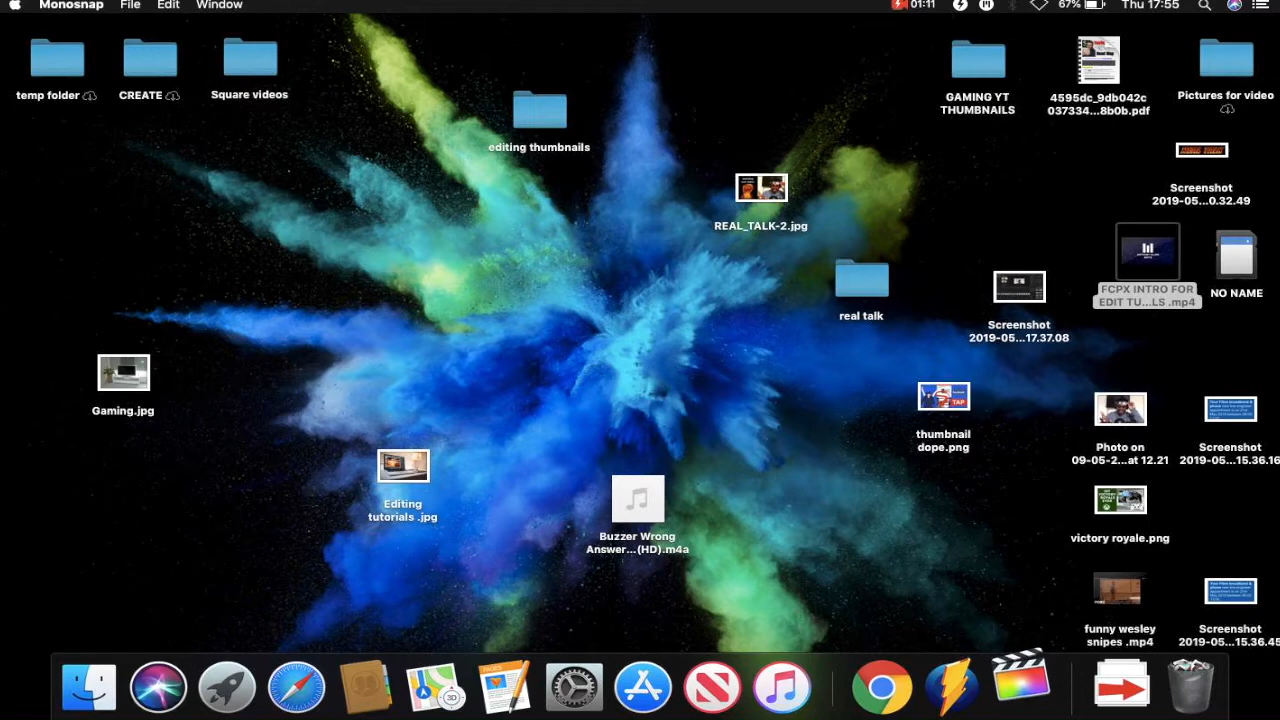 Monosnap File Edit Window 01:11 67% Thu 17:55
temp folder
CREATE
Square videos
editing thumbnails
GAMING YT
THUMBNAILS
4595dc_9db042c
037334...8b0b.pdf
Pictures for video
Screenshot
2019-05...0.32.49
REAL_TALK-2.jpg
real talk
Screenshot
2019-05...17.37.08
FCPX INTRO FOR
EDIT TU...LS .mp4
NO NAME
Gaming.jpg
thumbnail
dope.png
TAP
Photo on
09-05-2...at 12.21
Screenshot
2019-05...15.36.16
Editing
tutorials .jpg
Buzzer Wrong
Answer...(HD).m4a
victory royale.png
funny wesley
snipes .mp4
Screenshot
2019-05...15.36.45
PAGES
3D